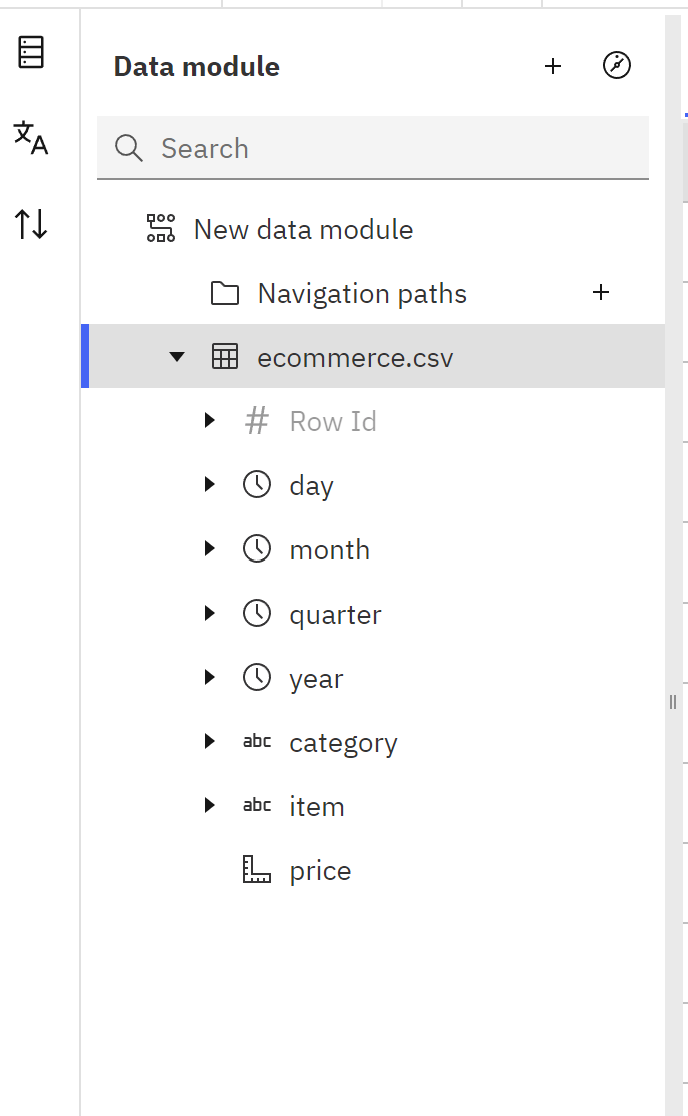 Data module
Search
New data module
Navigation paths
ecommerce.csv
# Row Id
day
month
quarter
year
abc category
abc item
price